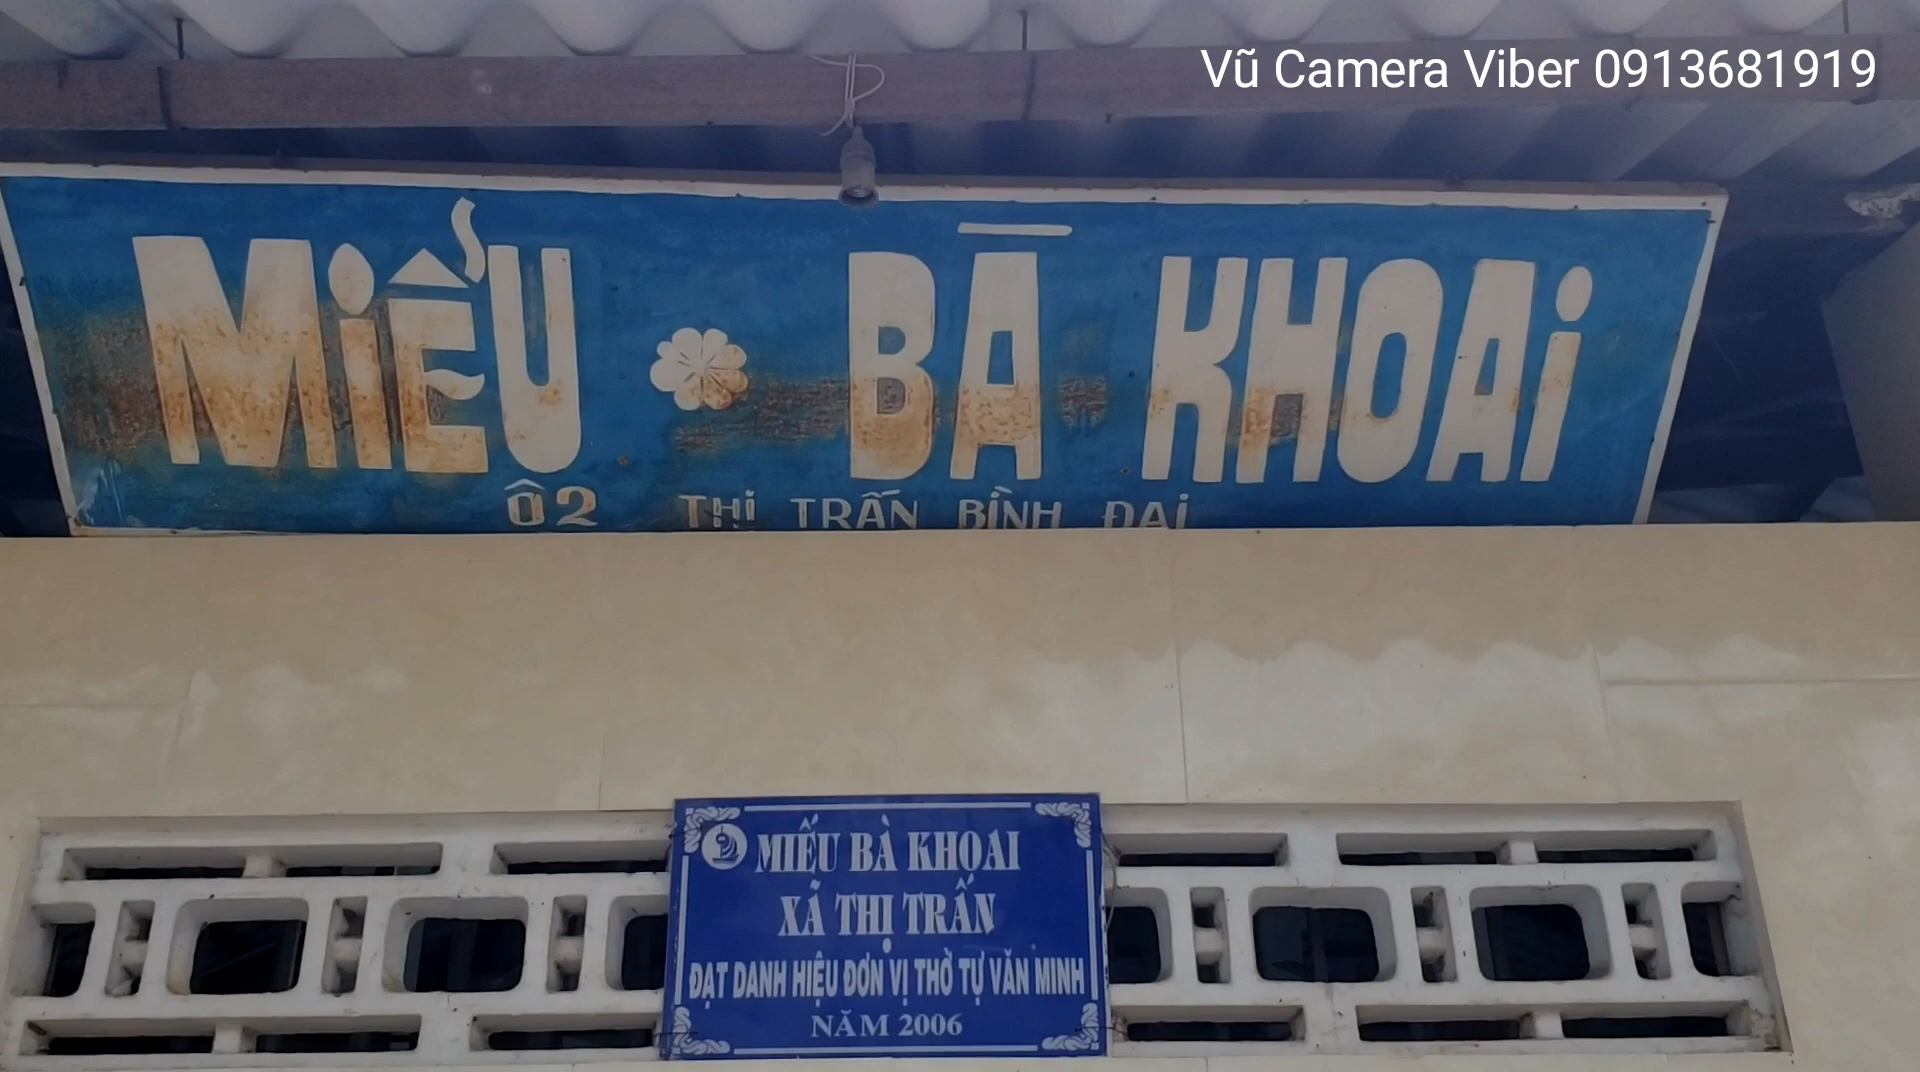 Vũ Camera Viber 0913681919
MIẾU BÀ KHOAI
Ô2 THỊ TRẤN BÌNH ĐẠI
MIẾU BÀ KHOAI
XÃ THỊ TRẤN
ĐẠT DANH HIỆU ĐƠN VỊ THỜ TỰ VĂN MINH
NĂM 2006